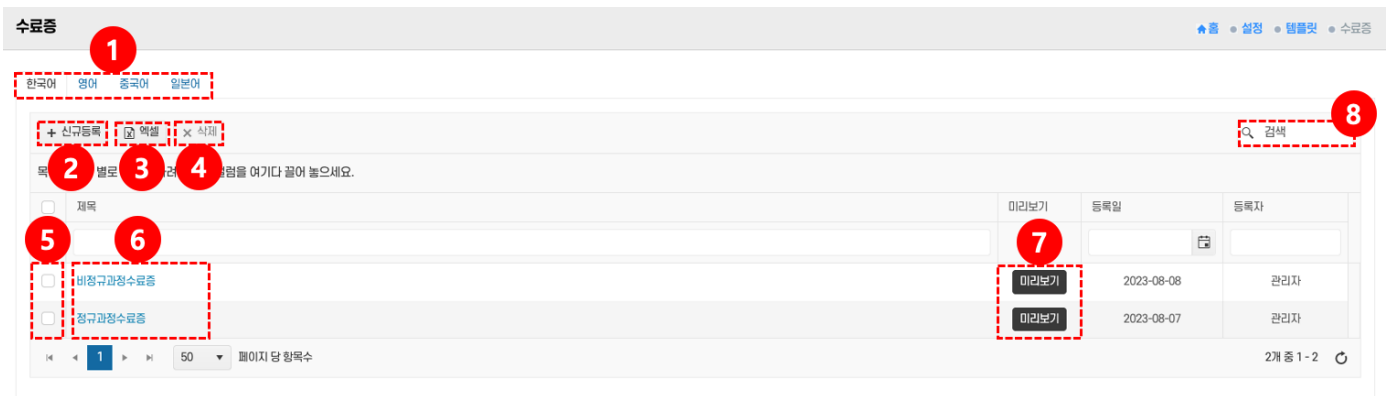 수료증
홈 설정 템플릿 수료증
1
한국어 영어 중국어 일본어
8
+ 신규등록 엑셀 × 삭제 검색
2 3 4
목 별로 여기다 끌어 놓으세요.
제목 미리보기 등록일 등록자
5 6 7
비정규과정수료증 미리보기 2023-08-08 관리자
정규과정수료증 미리보기 2023-08-07 관리자
1 50 페이지 당 항목수 2개 중 1 - 2